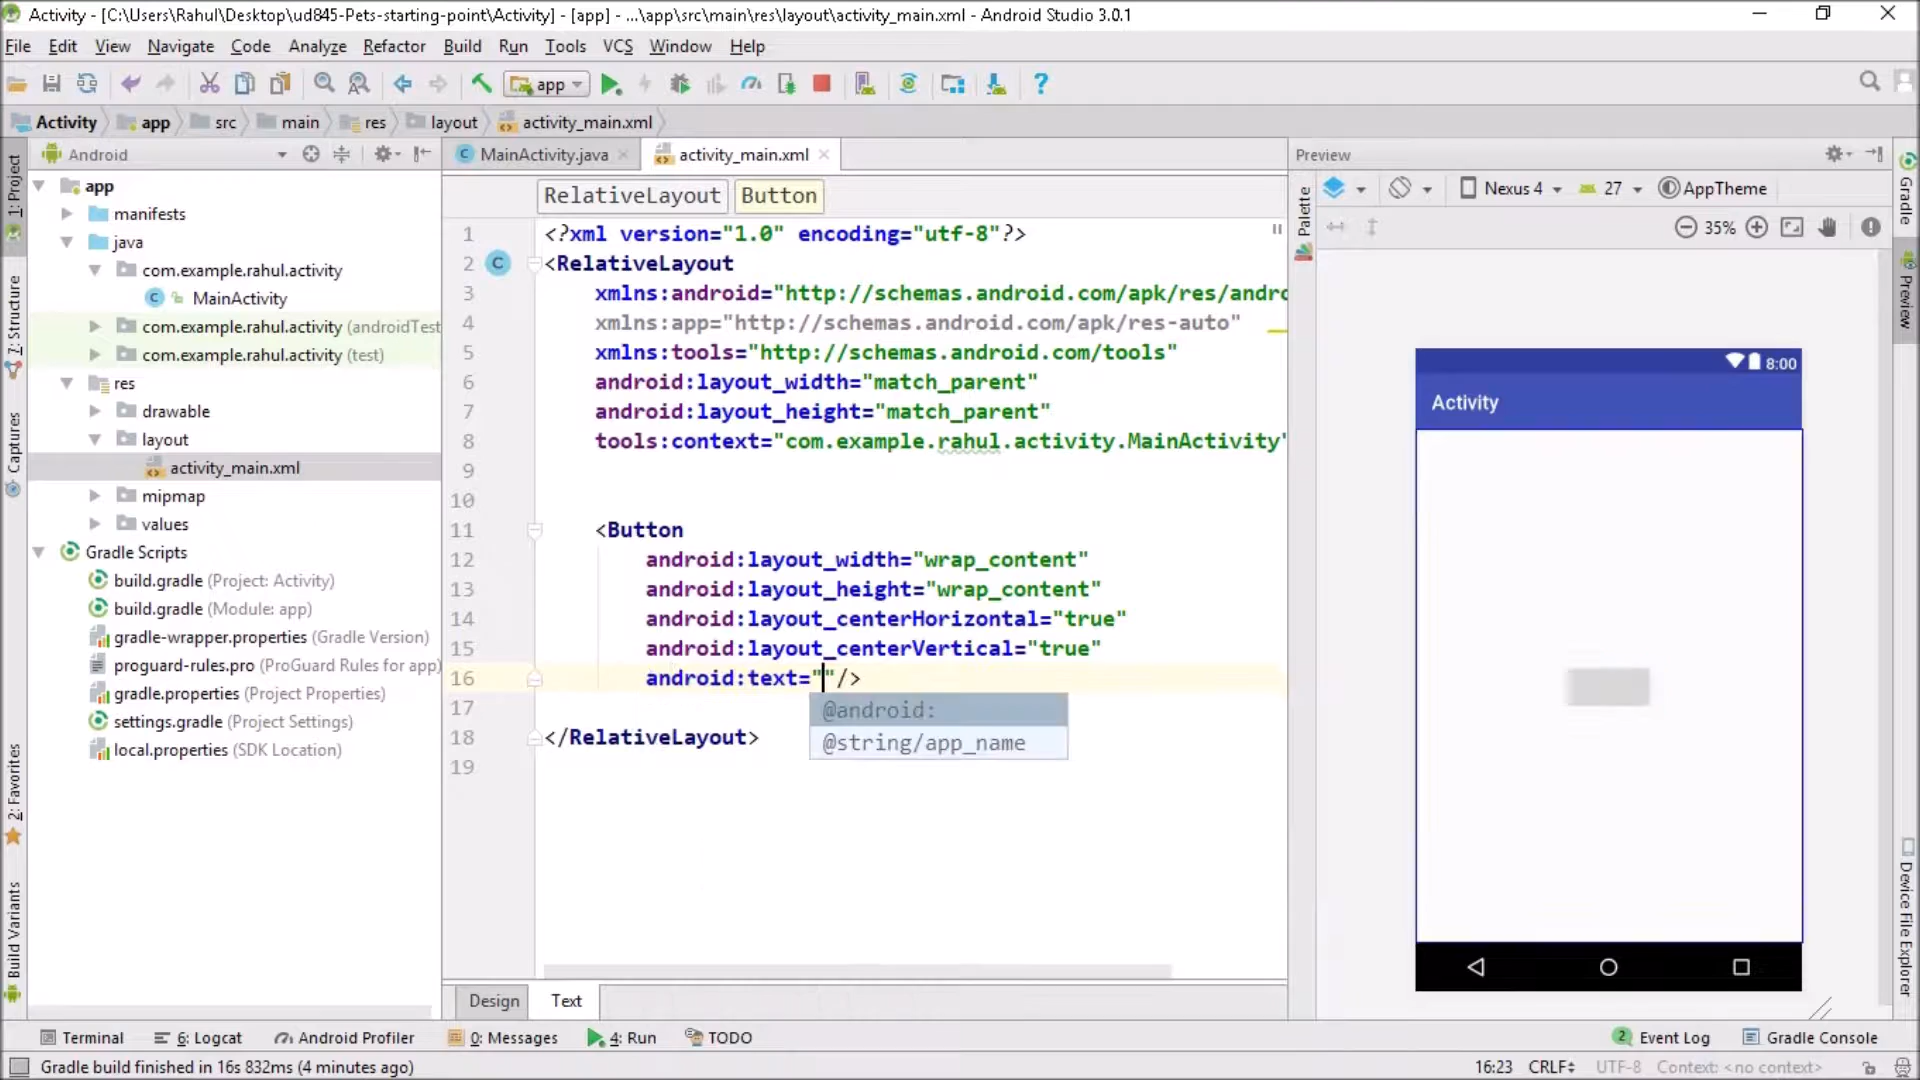 Activity - [C:\Users\Rahul\Desktop\ud845-Pets-starting-point\Activity] - [app] - ...\app\src\main\res\layout\activity_main.xml - Android Studio 3.0.1
File Edit View Navigate Code Analyze Refactor Build Run Tools VCS Window Help
app
Activity app src main res layout activity_main.xml
Android
MainActivity.java
activity_main.xml
Preview
1: Project
7: Structure
Captures
2: Favorites
Build Variants
app
manifests
java
com.example.rahul.activity
MainActivity
com.example.rahul.activity (androidTest
com.example.rahul.activity (test)
res
drawable
layout
activity_main.xml
mipmap
values
Gradle Scripts
build.gradle (Project: Activity)
build.gradle (Module: app)
gradle-wrapper.properties (Gradle Version)
proguard-rules.pro (ProGuard Rules for app)
gradle.properties (Project Properties)
settings.gradle (Project Settings)
local.properties (SDK Location)
RelativeLayout Button
1 <?xml version="1.0" encoding="utf-8"?>
2 <RelativeLayout
3 xmlns:android="http://schemas.android.com/apk/res/andro
4 xmlns:app="http://schemas.android.com/apk/res-auto"
5 xmlns:tools="http://schemas.android.com/tools"
6 android:layout_width="match_parent"
7 android:layout_height="match_parent"
8 tools:context="com.example.rahul.activity.MainActivity"
9
10
11 <Button
12 android:layout_width="wrap_content"
13 android:layout_height="wrap_content"
14 android:layout_centerHorizontal="true"
15 android:layout_centerVertical="true"
16 android:text=""/>
17
18 </RelativeLayout>
19
@android:
@string/app_name
Design Text
Palette
Nexus 4 27 AppTheme
35%
8:00
Activity
Gradle
Preview
Device File Explorer
Terminal 6: Logcat Android Profiler 0: Messages 4: Run TODO 2 Event Log Gradle Console
Gradle build finished in 16s 832ms (4 minutes ago) 16:23 CRLF UTF-8 Context: <no context>